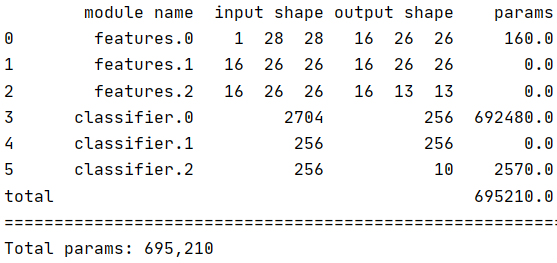 module name input shape output shape params
0 features.0 1 28 28 16 26 26 160.0
1 features.1 16 26 26 16 26 26 0.0
2 features.2 16 26 26 16 13 13 0.0
3 classifier.0 2704 256 692480.0
4 classifier.1 256 256 0.0
5 classifier.2 256 10 2570.0
total 695210.0
========================================================
Total params: 695,210